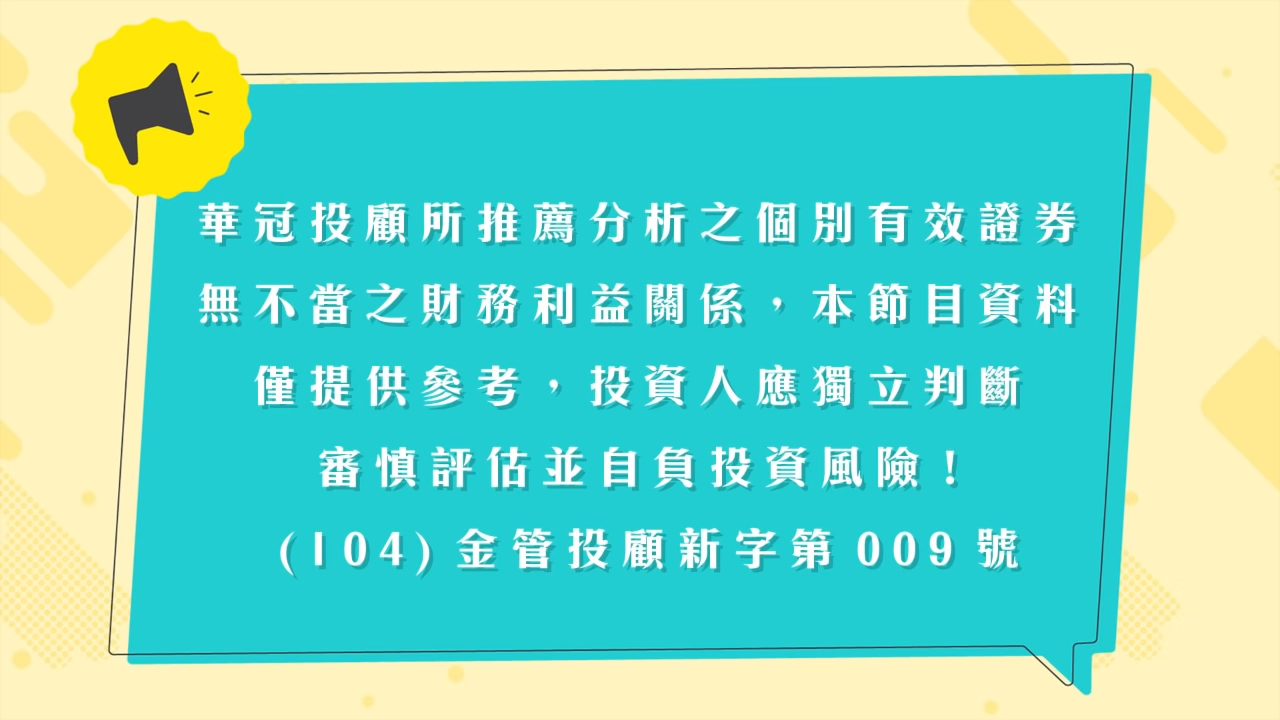 華冠投顧所推薦分析之個別有效證券
無不當之財務利益關係，本節目資料
僅提供參考，投資人應獨立判斷
審慎評估並自負投資風險！
(104) 金管投顧新字第 009 號